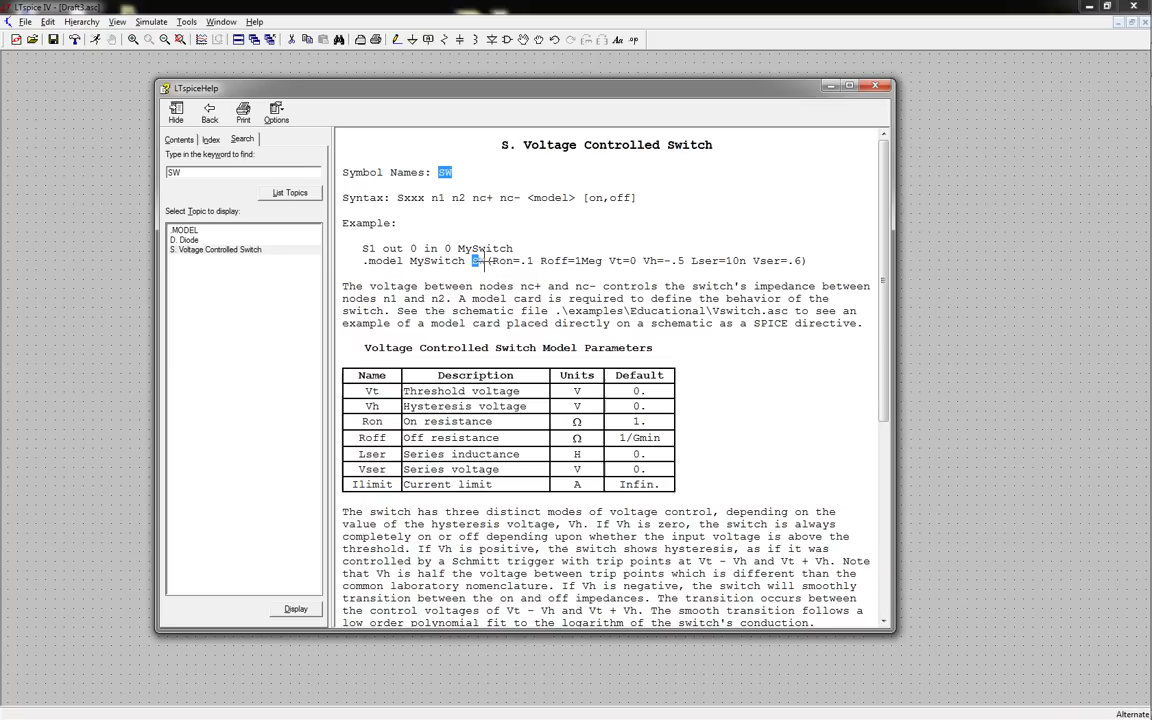 LTspice IV - [Draft3.asc]
File Edit Hierarchy View Simulate Tools Window Help
Aa .op
LTspiceHelp
Hide Back Print Options
Contents Index Search
Type in the keyword to find:
SW
List Topics
Select Topic to display:
.MODEL
D. Diode
S. Voltage Controlled Switch
Display
S. Voltage Controlled Switch
Symbol Names: SW
Syntax: Sxxx n1 n2 nc+ nc- <model> [on,off]
Example:
S1 out 0 in 0 MySwitch
.model MySwitch SW(Ron=.1 Roff=1Meg Vt=0 Vh=-.5 Lser=10n Vser=.6)
The voltage between nodes nc+ and nc- controls the switch's impedance between
nodes n1 and n2. A model card is required to define the behavior of the
switch. See the schematic file .\examples\Educational\Vswitch.asc to see an
example of a model card placed directly on a schematic as a SPICE directive.
Voltage Controlled Switch Model Parameters
Name Description Units Default
Vt Threshold voltage V 0.
Vh Hysteresis voltage V 0.
Ron On resistance Ω 1.
Roff Off resistance Ω 1/Gmin
Lser Series inductance H 0.
Vser Series voltage V 0.
Ilimit Current limit A Infin.
The switch has three distinct modes of voltage control, depending on the
value of the hysteresis voltage, Vh. If Vh is zero, the switch is always
completely on or off depending upon whether the input voltage is above the
threshold. If Vh is positive, the switch shows hysteresis, as if it was
controlled by a Schmitt trigger with trip points at Vt - Vh and Vt + Vh. Note
that Vh is half the voltage between trip points which is different than the
common laboratory nomenclature. If Vh is negative, the switch will smoothly
transition between the on and off impedances. The transition occurs between
the control voltages of Vt - Vh and Vt + Vh. The smooth transition follows a
low order polynomial fit to the logarithm of the switch's conduction.
Alternate